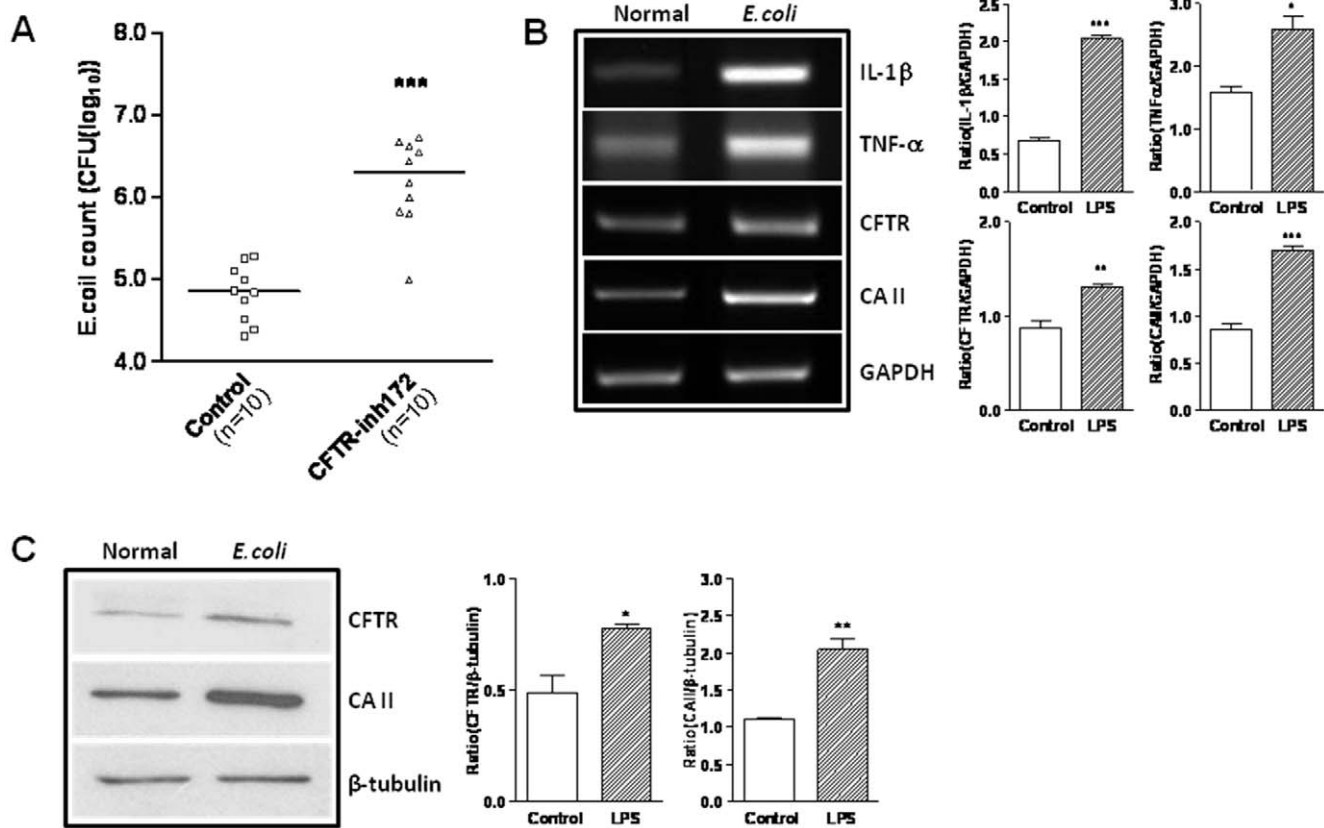 A
8.0
7.0
6.0
5.0
4.0
E.coil count {CFU(log10)}
***
Control
(n=10)
CFTR-inh172
(n=10)
B
Normal E.coli
IL-1β
TNF-α
CFTR
CA II
GAPDH
Ratio(IL-1β/GAPDH)
2.5
2.0
1.5
1.0
0.5
0.0
***
Control LPS
Ratio(TNFα/GAPDH)
3.0
2.0
1.0
0.0
*
Control LPS
Ratio(CFTR/GAPDH)
2.0
1.0
0.0
**
Control LPS
Ratio(CAII/GAPDH)
2.0
1.5
1.0
0.5
0.0
***
Control LPS
C
Normal E.coli
CFTR
CA II
β-tubulin
Ratio(CFTR/β-tubulin)
1.0
0.5
0.0
*
Control LPS
Ratio[CAII/β-tubulin]
3.0
2.5
2.0
1.5
1.0
0.5
0.0
**
Control LPS